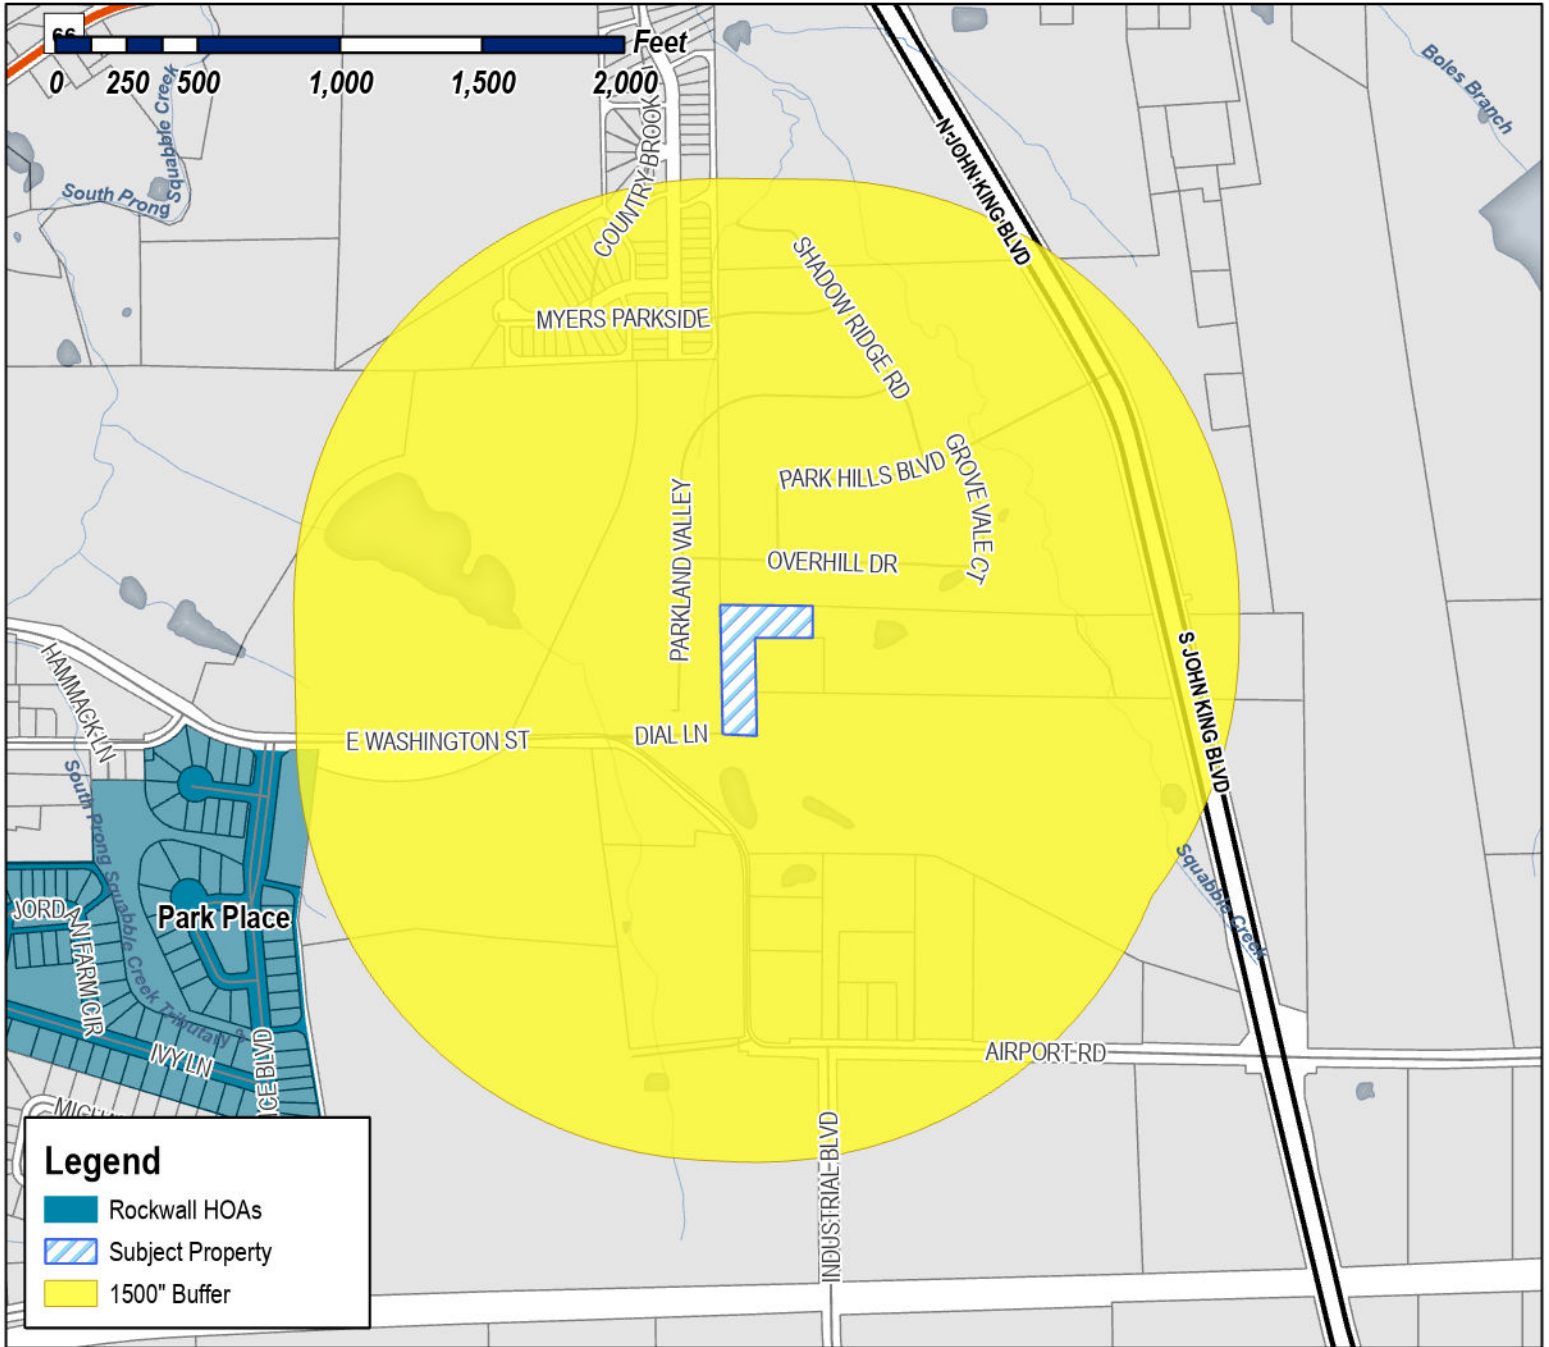 66
Feet
0 250 500 1,000 1,500 2,000
Boles Branch
Squabble Creek
South Prong
COUNTRY BROOK
N JOHN KING BLVD
SHADOW RIDGE RD
MYERS PARKSIDE
GROVE VALE CT
PARK HILLS BLVD
PARKLAND VALLEY
OVERHILL DR
S JOHN KING BLVD
HAMMACK LN
E WASHINGTON ST
DIAL LN
South Prong Squabble Creek Tributary 3
Squabble Creek
Park Place
JORDAN FARM CIR
IVY LN
AIRPORT RD
INDUSTRIAL BLVD
Legend
Rockwall HOAs
Subject Property
1500" Buffer